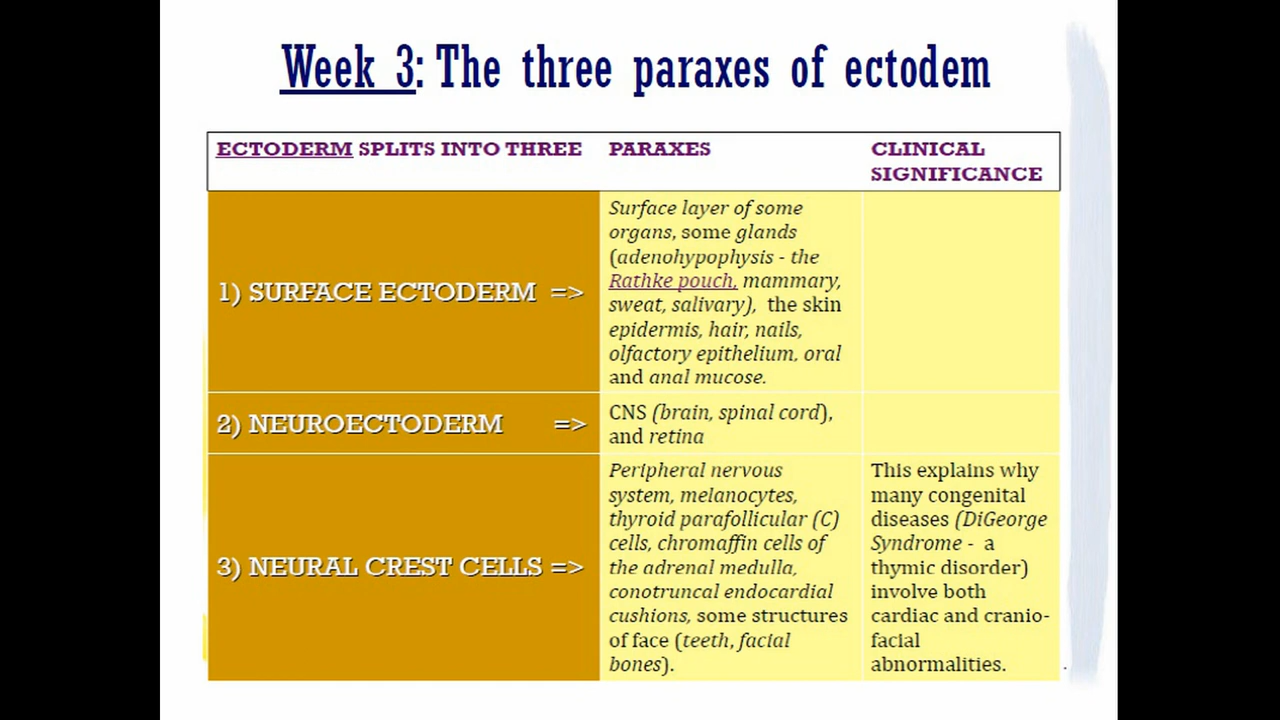 Week 3: The three paraxes of ectodem
ECTODERM SPLITS INTO THREE
PARAXES
CLINICAL
SIGNIFICANCE
1) SURFACE ECTODERM =>
Surface layer of some
organs, some glands
(adenohypophysis - the
Rathke pouch, mammary,
sweat, salivary), the skin
epidermis, hair, nails,
olfactory epithelium, oral
and anal mucose.
2) NEUROECTODERM =>
CNS (brain, spinal cord),
and retina
3) NEURAL CREST CELLS =>
Peripheral nervous
system, melanocytes,
thyroid parafollicular (C)
cells, chromaffin cells of
the adrenal medulla,
conotruncal endocardial
cushions, some structures
of face (teeth, facial
bones).
This explains why
many congenital
diseases (DiGeorge
Syndrome - a
thymic disorder)
involve both
cardiac and cranio-
facial
abnormalities.